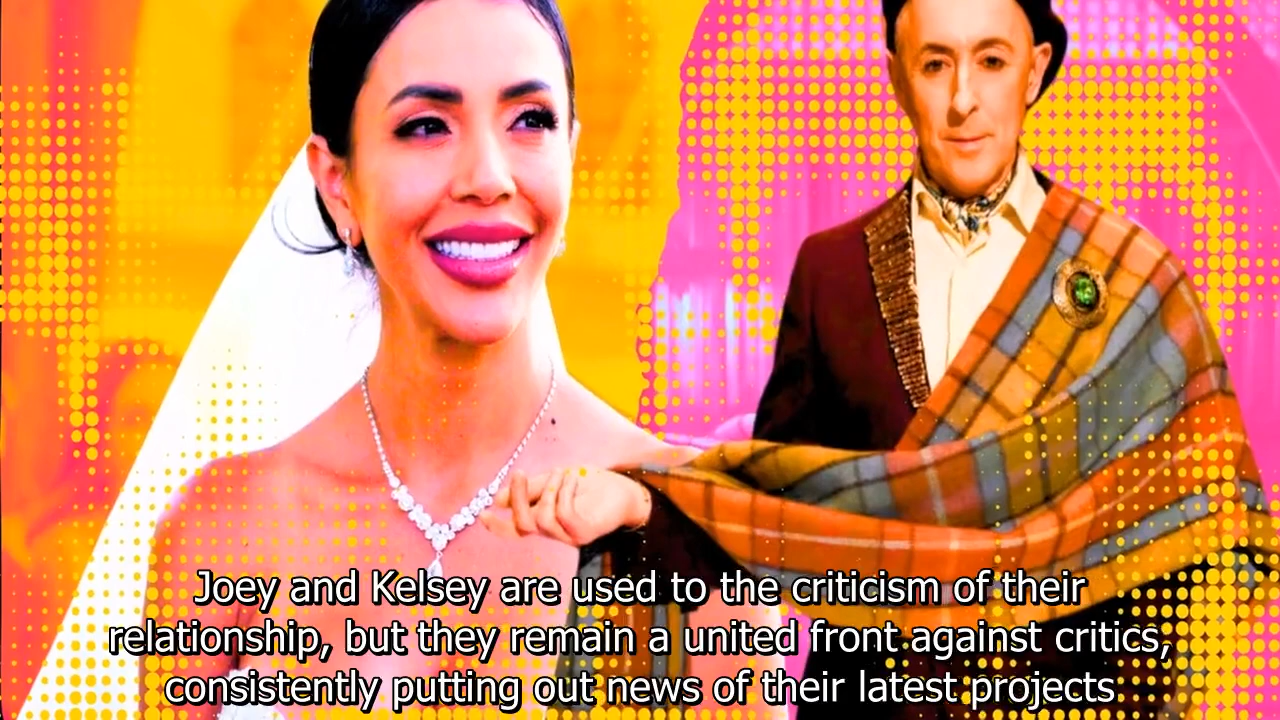 Joey and Kelsey are used to the criticism of their
relationship, but they remain a united front against critics,
consistently putting out news of their latest projects